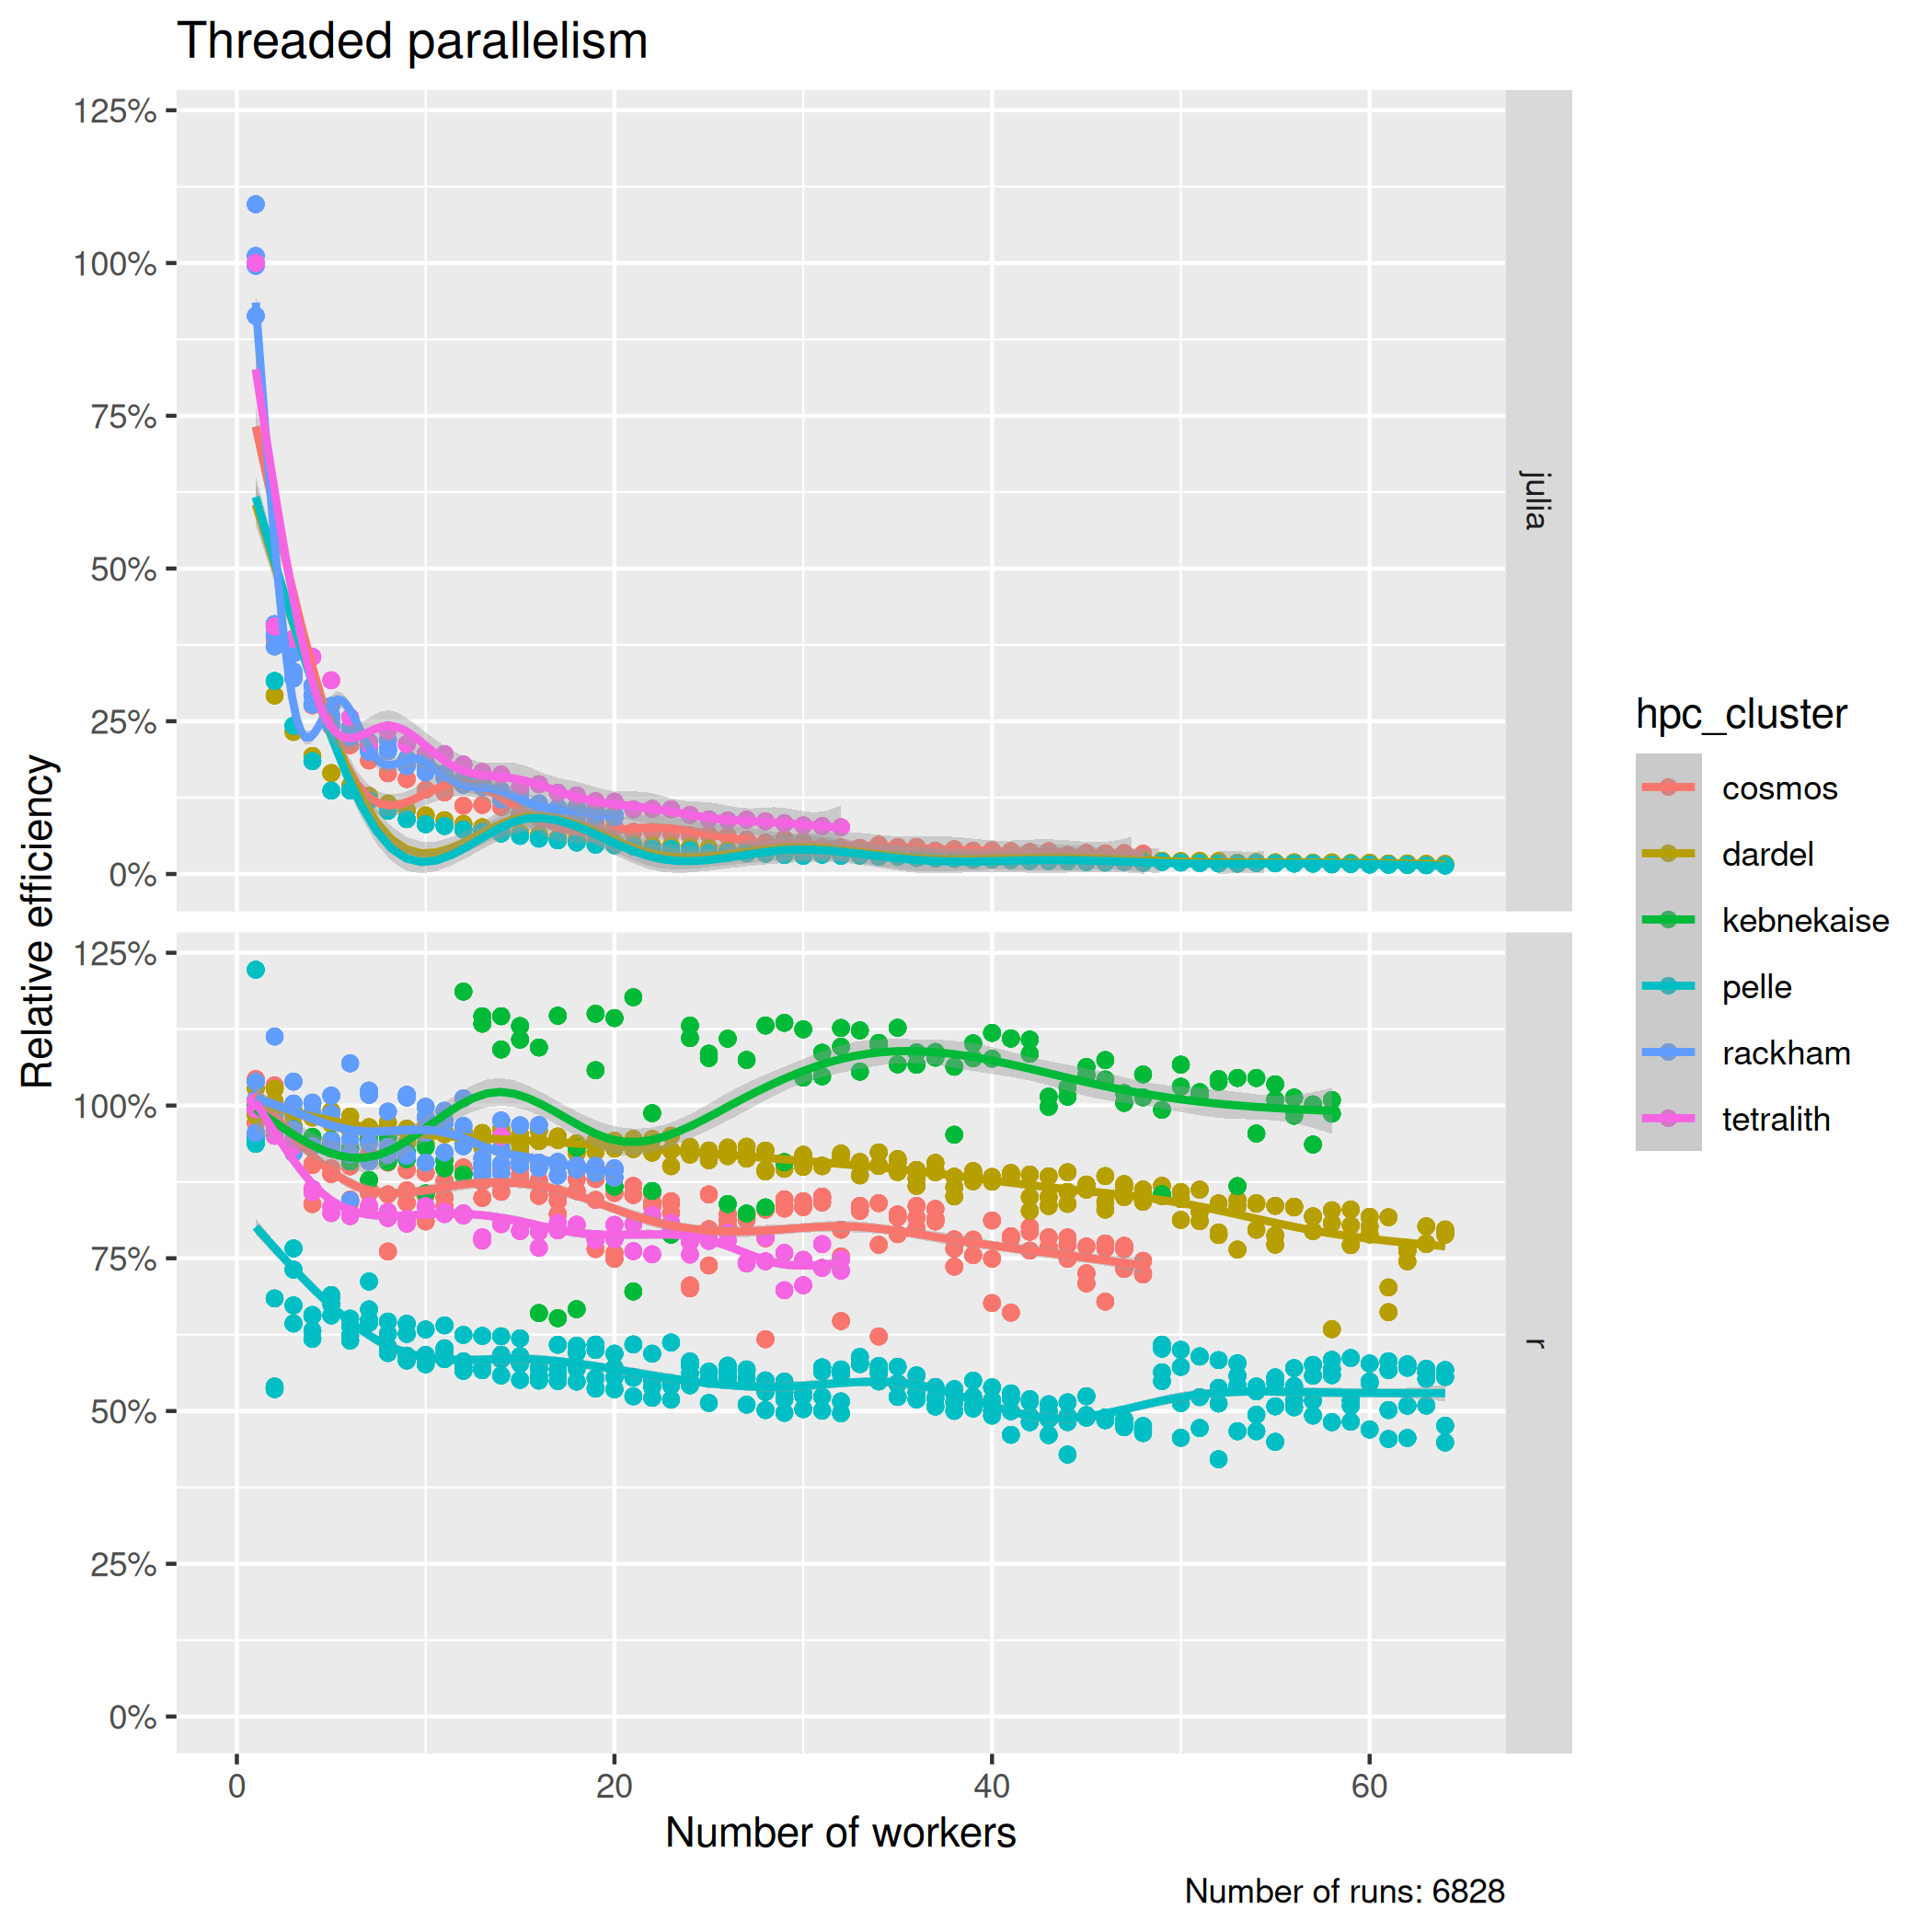 Threaded parallelism
125%
100%
75%
50%
25%
0%
julia
125%
100%
75%
50%
25%
0%
r
0
20
40
60
Relative efficiency
Number of workers
hpc_cluster
cosmos
dardel
kebnekaise
pelle
rackham
tetralith
Number of runs: 6828